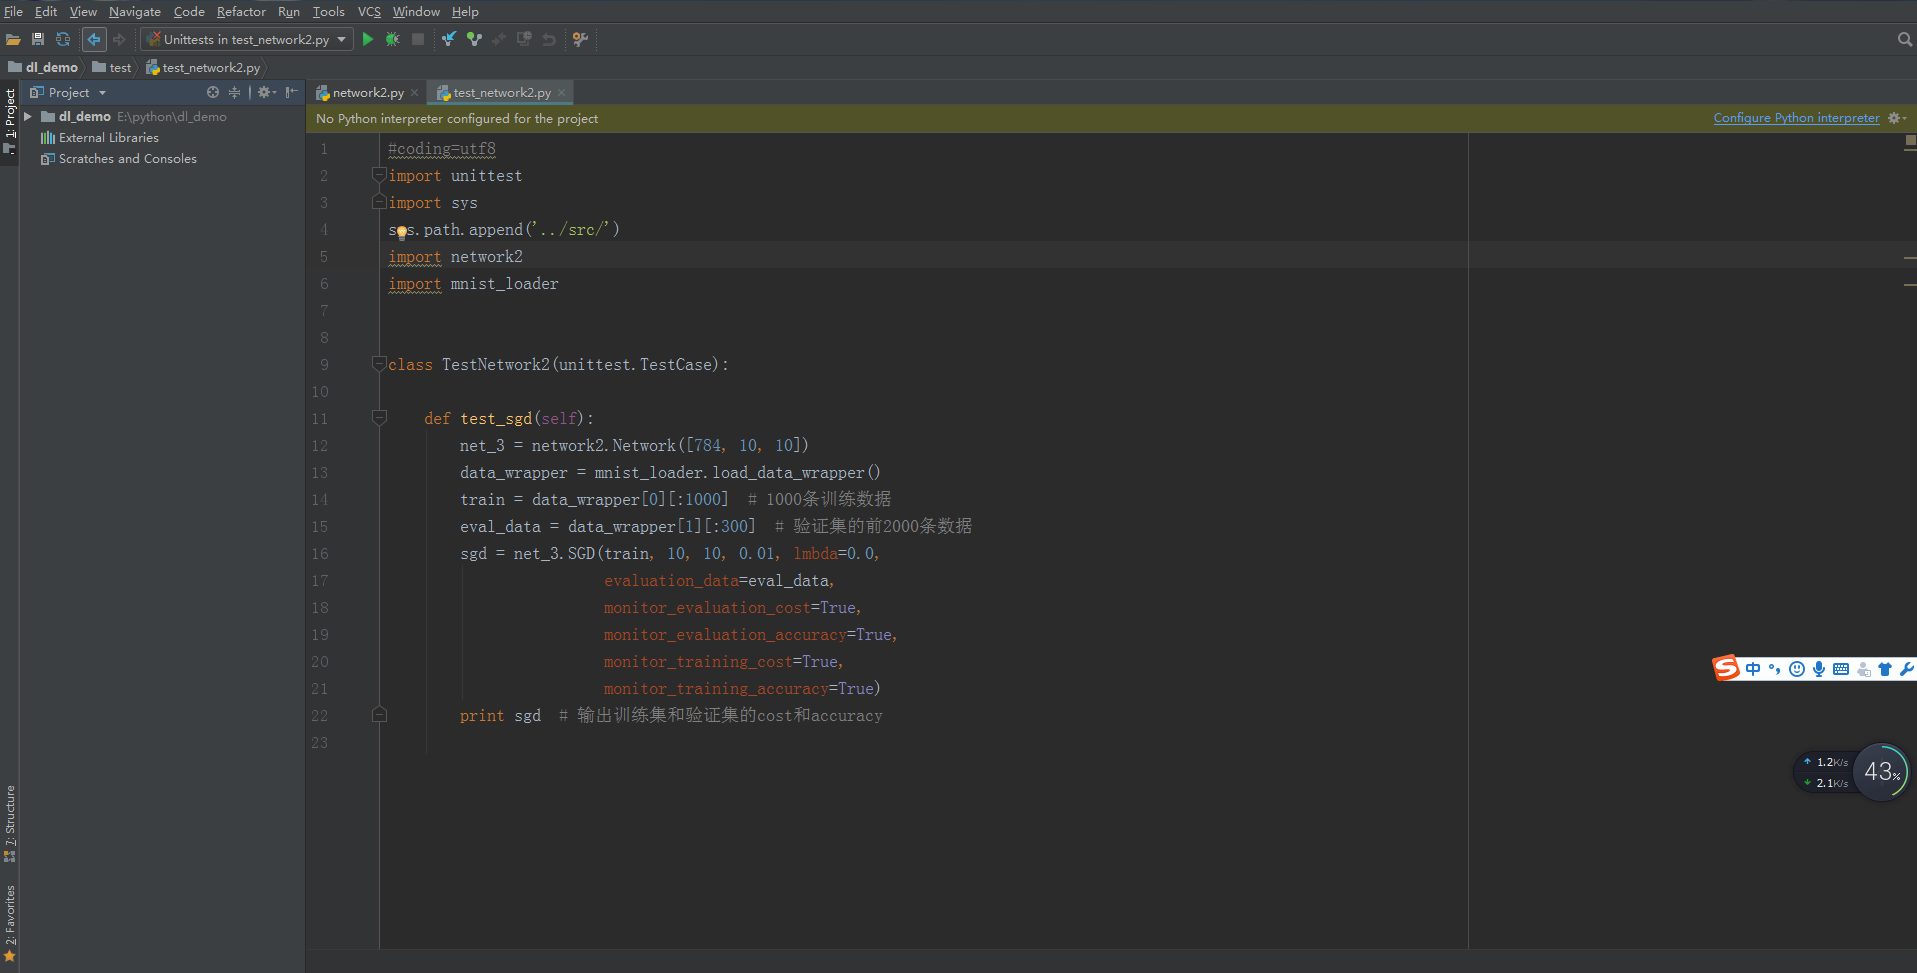 File Edit View Navigate Code Refactor Run Tools VCS Window Help
Unittests in test_network2.py
dl_demo test test_network2.py
Project
network2.py test_network2.py
1: Project
dl_demo E:\python\dl_demo
External Libraries
Scratches and Consoles
7: Structure
2: Favorites
No Python interpreter configured for the project Configure Python interpreter
1 #coding=utf8
2 import unittest
3 import sys
4 sys.path.append('../src/')
5 import network2
6 import mnist_loader
7
8
9 class TestNetwork2(unittest.TestCase):
10
11 def test_sgd(self):
12 net_3 = network2.Network([784, 10, 10])
13 data_wrapper = mnist_loader.load_data_wrapper()
14 train = data_wrapper[0][:1000] # 1000条训练数据
15 eval_data = data_wrapper[1][:300] # 验证集的前2000条数据
16 sgd = net_3.SGD(train, 10, 10, 0.01, lmbda=0.0,
17 evaluation_data=eval_data,
18 monitor_evaluation_cost=True,
19 monitor_evaluation_accuracy=True,
20 monitor_training_cost=True,
21 monitor_training_accuracy=True)
22 print sgd # 输出训练集和验证集的cost和accuracy
23
S 中
1.2K/s
2.1K/s
43%